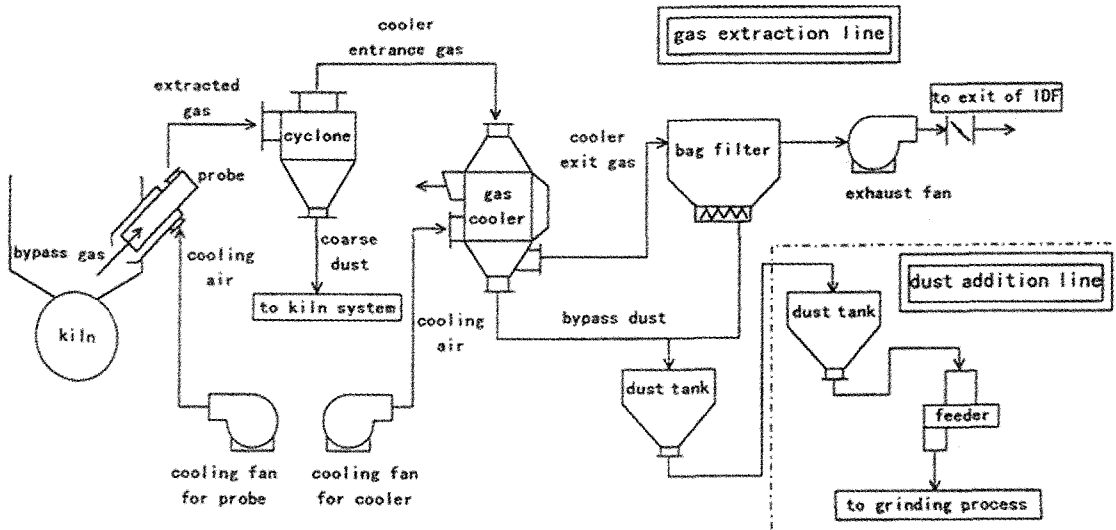 cooler
entrance gas
gas extraction line
extracted
gas
to exit of IDF
cyclone
cooler
exit gas
bag filter
probe
gas
cooler
exhaust fan
bypass gas
cooling
air
coarse
dust
dust addition line
to kiln system
kiln
cooling
air
bypass dust
dust tank
dust tank
feeder
cooling fan
for probe
cooling fan
for cooler
to grinding process